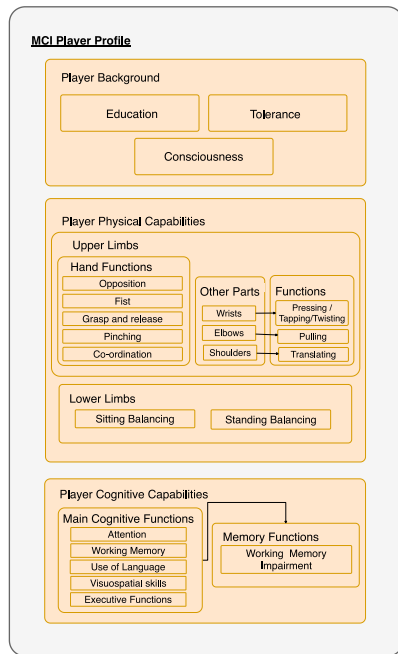 MCI Player Profile
Player Background
Education
Tolerance
Consciousness
Player Physical Capabilities
Upper Limbs
Hand Functions
Opposition
Fist
Grasp and release
Pinching
Co-ordination
Other Parts
Wrists
Elbows
Shoulders
Functions
Pressing /
Tapping/Twisting
Pulling
Translating
Lower Limbs
Sitting Balancing
Standing Balancing
Player Cognitive Capabilities
Main Cognitive Functions
Attention
Working Memory
Use of Language
Visuospatial skills
Executive Functions
Memory Functions
Working Memory
Impairment